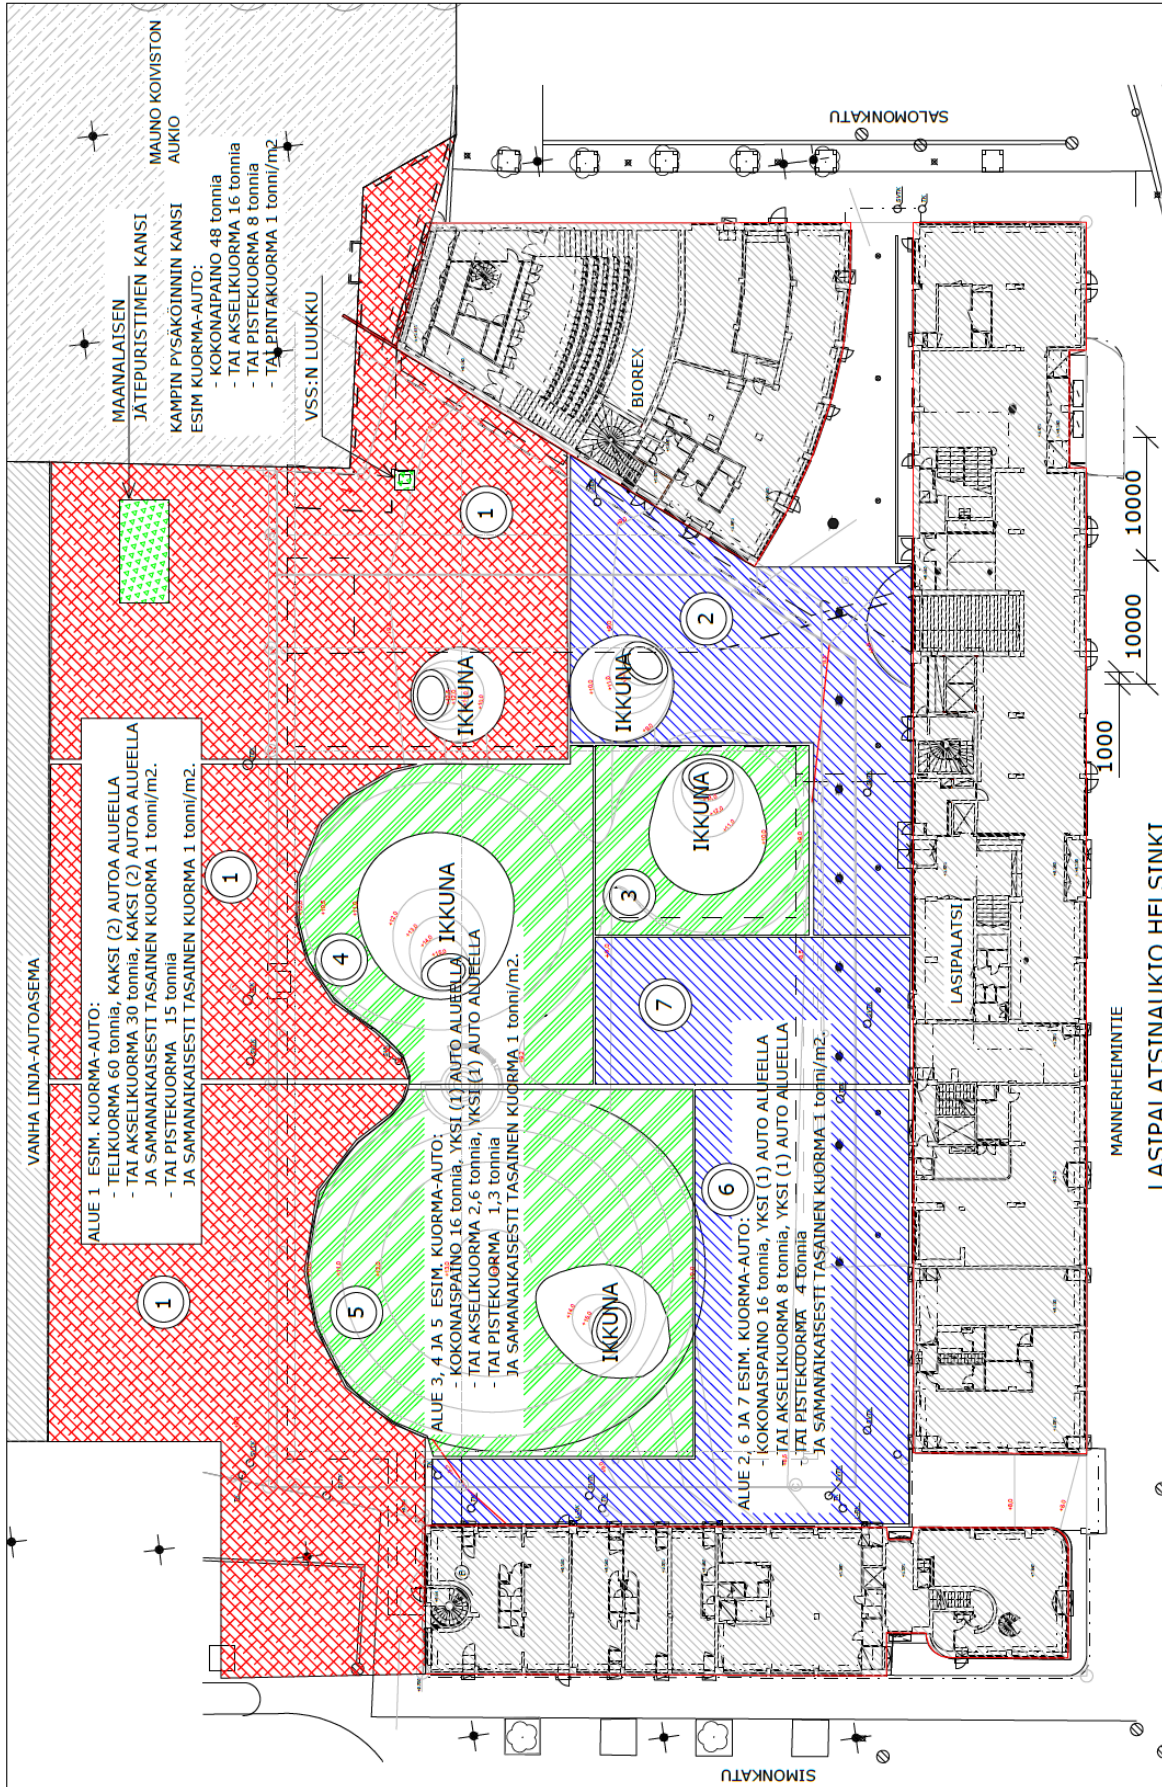 VANHA LINJA-AUTOASEMA
MAUNO KOIVISTON
AUKIO
MAANALAISEN
JÄTEPURISTIMEN KANSI
KAMPIN PYSÄKÖINNIN KANSI
ESIM KUORMA-AUTO:
- KOKONAIPAINO 48 tonnia
- TAI AKSELIKUORMA 16 tonnia
- TAI PISTEKUORMA 8 tonnia
- TAI PINTAKUORMA 1 tonni/m2
VSS:N LUUKKU
ALUE 1 ESIM. KUORMA-AUTO:
- TELIKUORMA 60 tonnia, KAKSI (2) AUTOA ALUEELLA
- TAI AKSELIKUORMA 30 tonnia, KAKSI (2) AUTOA ALUEELLA
JA SAMANAIKAISESTI TASAINEN KUORMA 1 tonni/m2.
- TAI PISTEKUORMA 15 tonnia
JA SAMANAIKAISESTI TASAINEN KUORMA 1 tonni/m2.
1
1
1
2
3
4
5
6
7
IKKUNA
IKKUNA
IKKUNA
IKKUNA
IKKUNA
ALUE 3, 4 JA 5 ESIM. KUORMA-AUTO:
- KOKONAISPAINO 16 tonnia, YKSI (1) AUTO ALUEELLA
- TAI AKSELIKUORMA 2,6 tonnia, YKSI (1) AUTO ALUEELLA
- TAI PISTEKUORMA 1,3 tonnia
JA SAMANAIKAISESTI TASAINEN KUORMA 1 tonni/m2.
ALUE 2, 6 JA 7 ESIM. KUORMA-AUTO:
- KOKONAISPAINO 16 tonnia, YKSI (1) AUTO ALUEELLA
- TAI AKSELIKUORMA 8 tonnia, YKSI (1) AUTO ALUEELLA
- TAI PISTEKUORMA 4 tonnia
JA SAMANAIKAISESTI TASAINEN KUORMA 1 tonni/m2.
BIOREX
LASIPALATSI
SALOMONKATU
SIMONKATU
MANNERHEIMINTIE
1000
10000
10000
LASIPALATSINAUKIO HELSINKI